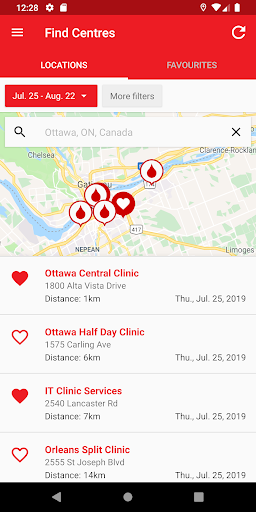 12:28
Find Centres
LOCATIONS
FAVOURITES
Jul. 25 - Aug. 22
More filters
Ottawa, ON, Canada
Clarence-Rockland
Chelsea
NEPEAN
Limoges
Ottawa Central Clinic
1800 Alta Vista Drive
Distance: 1km
Thu., Jul. 25, 2019
Ottawa Half Day Clinic
1575 Carling Ave
Distance: 6km
Thu., Jul. 25, 2019
IT Clinic Services
2540 Lancaster Rd
Distance: 7km
Thu., Jul. 25, 2019
Orleans Split Clinic
2555 St Joseph Blvd
Distance: 14km
Thu., Jul. 25, 2019